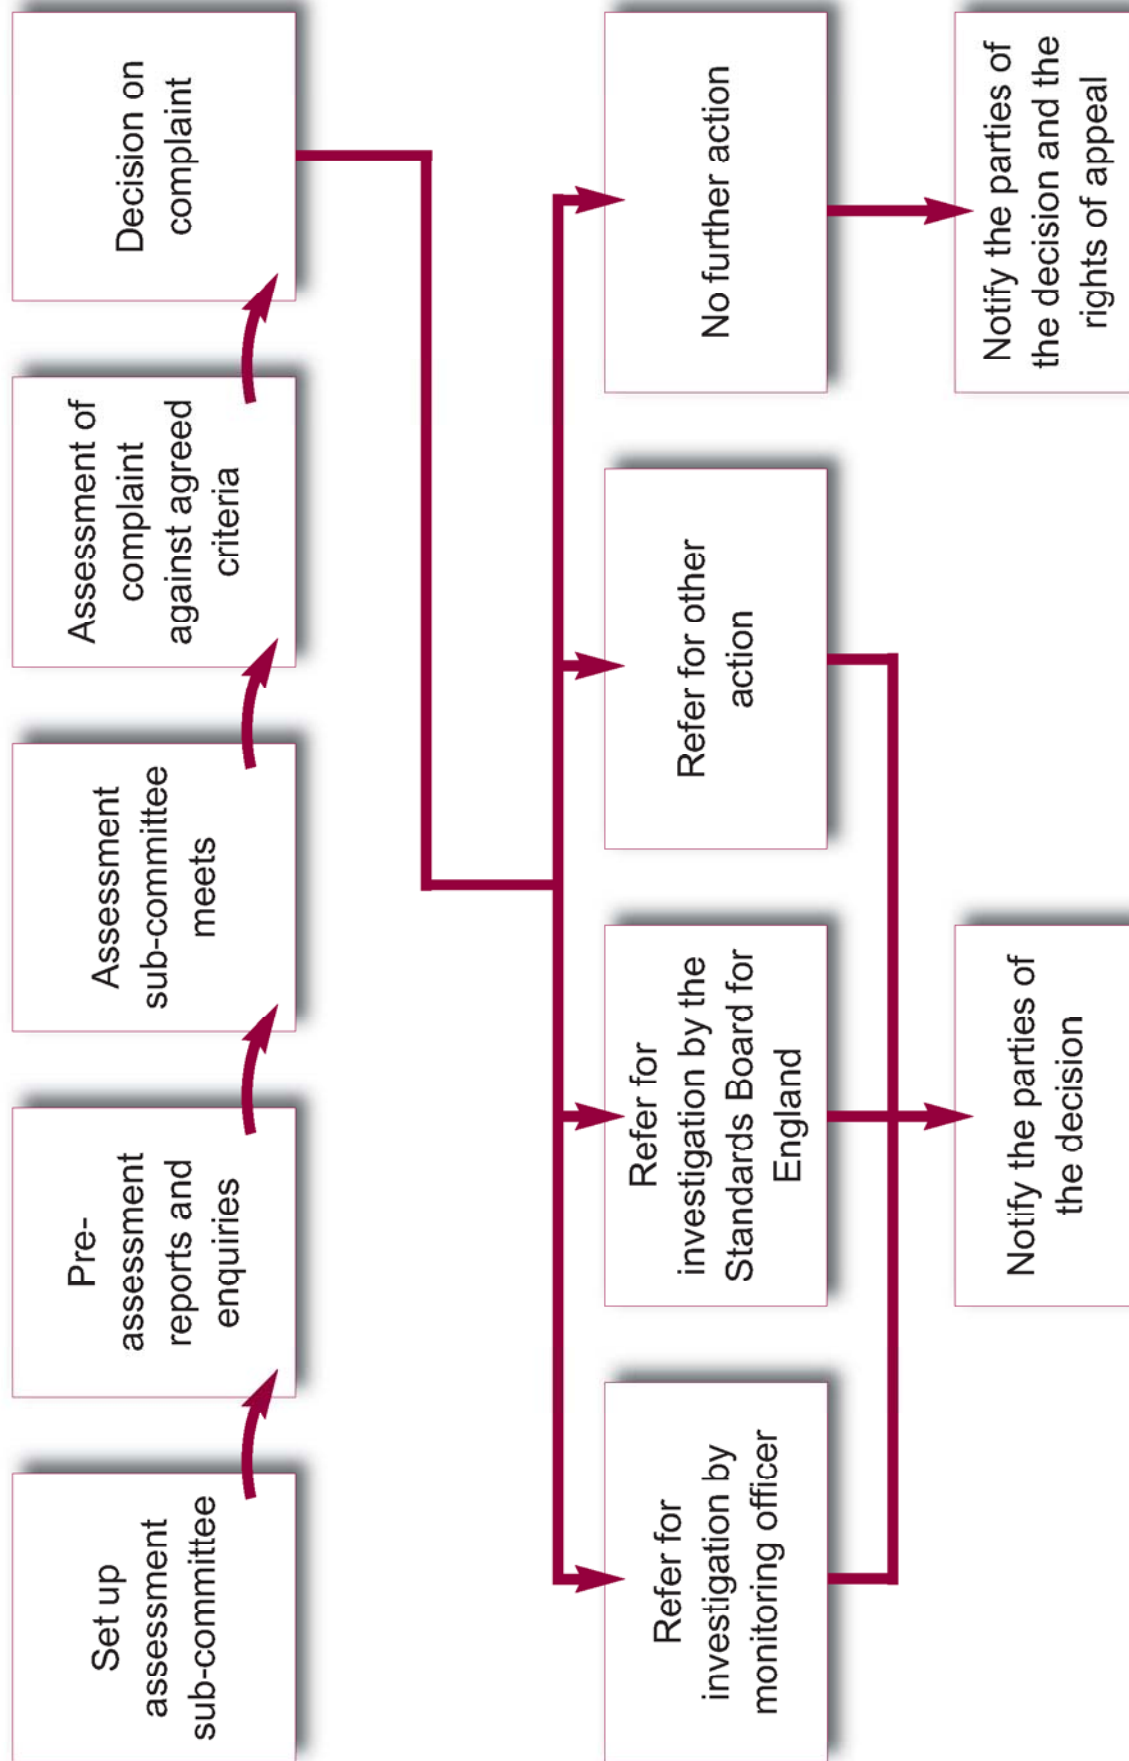 Set up
assessment
sub-committee
Pre-
assessment
reports and
enquiries
Assessment
sub-committee
meets
Assessment of
complaint
against agreed
criteria
Decision on
complaint
Refer for
investigation by
monitoring officer
Refer for
investigation by the
Standards Board for
England
Refer for other
action
No further action
Notify the parties of
the decision
Notify the parties of
the decision and the
rights of appeal